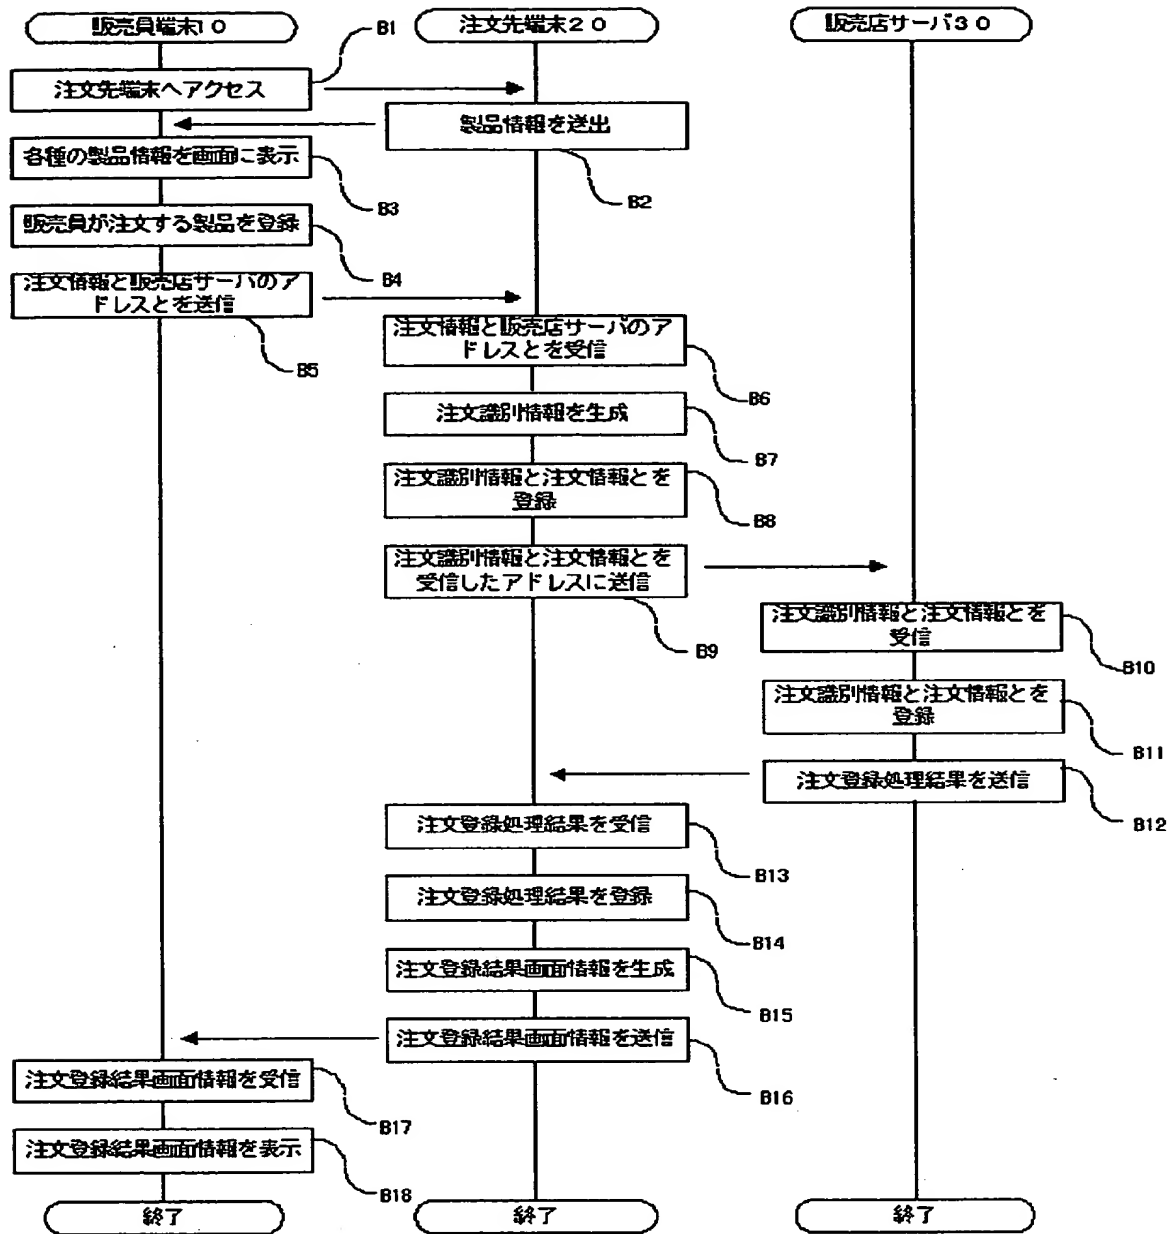 販売員端末10
注文先端末20
販売店サーバ30
B1
注文先端末へアクセス
製品情報を送出
B2
各種の製品情報を画面に表示
B3
販売員が注文する製品を登録
B4
注文情報と販売店サーバのア
ドレスとを送信
B5
注文情報と販売店サーバのア
ドレスとを受信
B6
注文識別情報を生成
B7
注文識別情報と注文情報とを
登録
B8
注文識別情報と注文情報とを
受信したアドレスに送信
B9
注文識別情報と注文情報とを
受信
B10
注文識別情報と注文情報とを
登録
B11
注文登録処理結果を送信
B12
注文登録処理結果を受信
B13
注文登録処理結果を登録
B14
注文登録結果画面情報を生成
B15
注文登録結果画面情報を送信
B16
注文登録結果画面情報を受信
B17
注文登録結果画面情報を表示
B18
終了
終了
終了